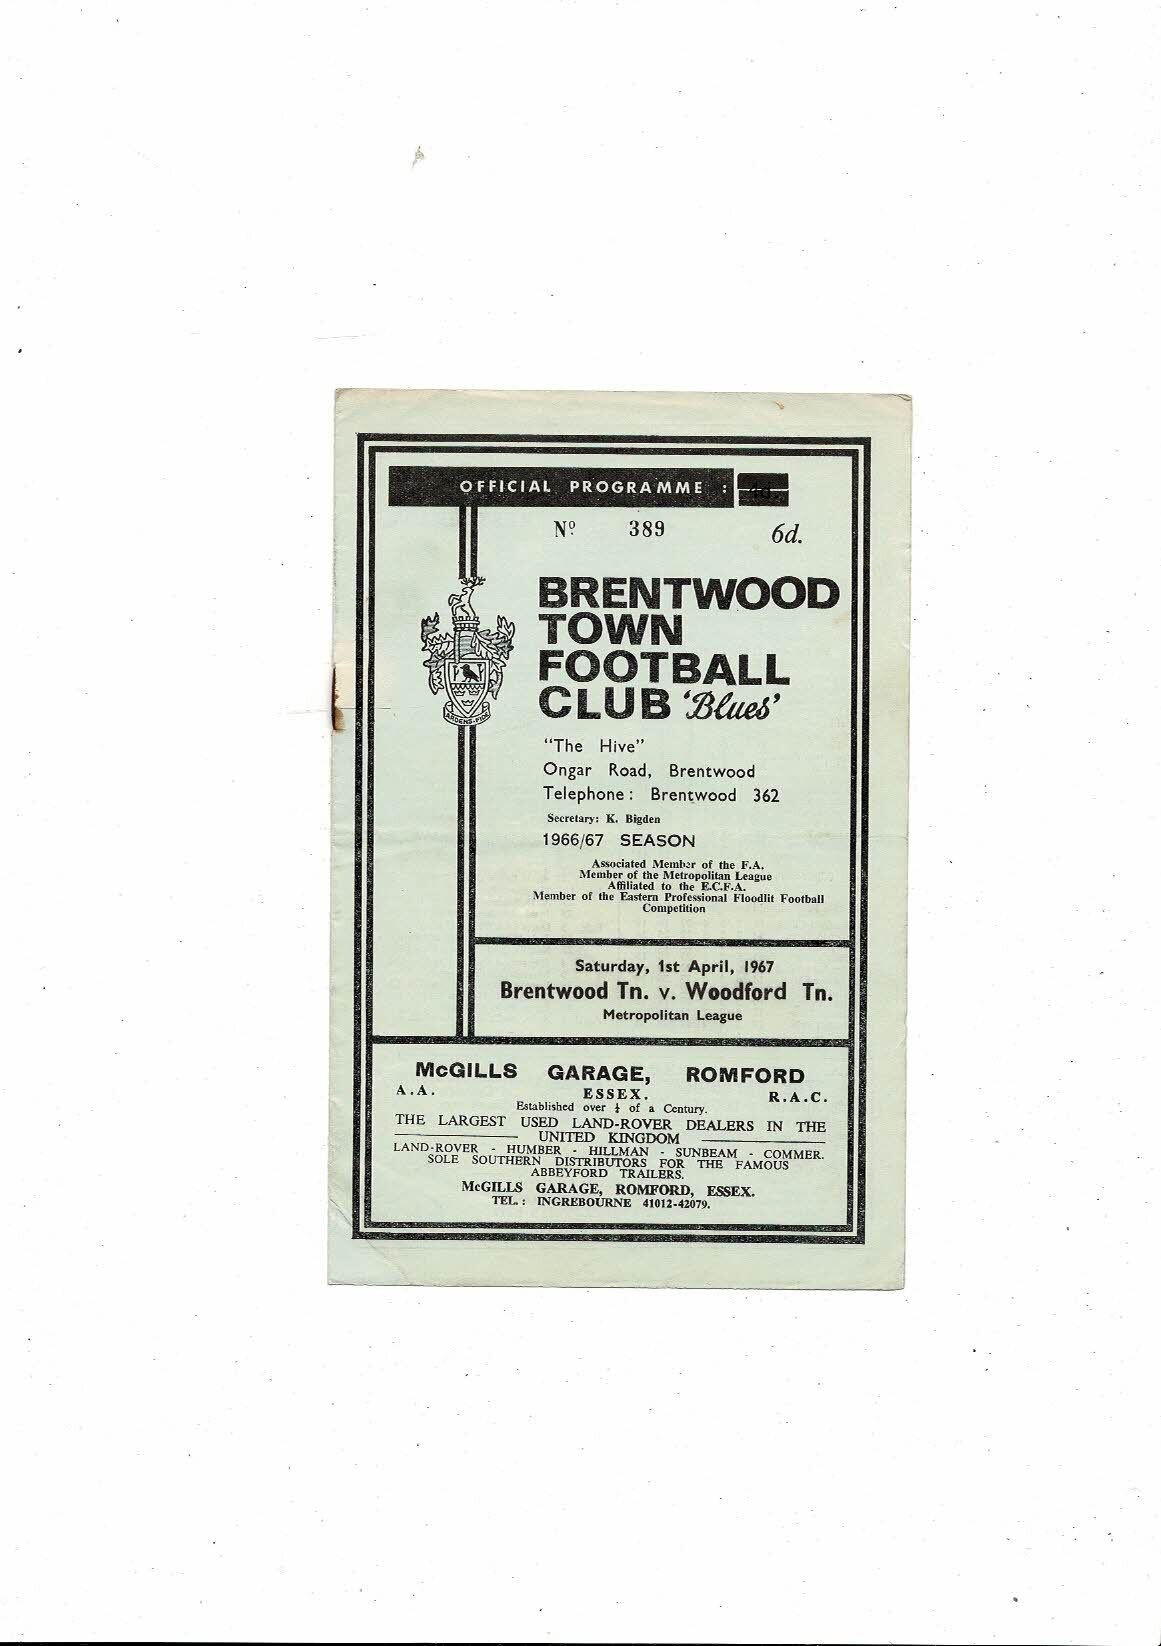 OFFICIAL PROGRAMME : 4d.
Nº 389 6d.
BRENTWOOD
TOWN
FOOTBALL
CLUB 'Blues'
ARDENS FIDE
"The Hive"
Ongar Road, Brentwood
Telephone: Brentwood 362
Secretary: K. Bigden
1966/67 SEASON
Associated Member of the F.A.
Member of the Metropolitan League
Affiliated to the E.C.F.A.
Member of the Eastern Professional Floodlit Football
Competition
Saturday, 1st April, 1967
Brentwood Tn. v. Woodford Tn.
Metropolitan League
McGILLS GARAGE, ROMFORD
A.A. ESSEX. R.A.C.
Established over ¼ of a Century.
THE LARGEST USED LAND-ROVER DEALERS IN THE
UNITED KINGDOM
LAND-ROVER - HUMBER - HILLMAN - SUNBEAM - COMMER.
SOLE SOUTHERN DISTRIBUTORS FOR THE FAMOUS
ABBEYFORD TRAILERS.
McGILLS GARAGE, ROMFORD, ESSEX.
TEL.: INGREBOURNE 41012-42079.